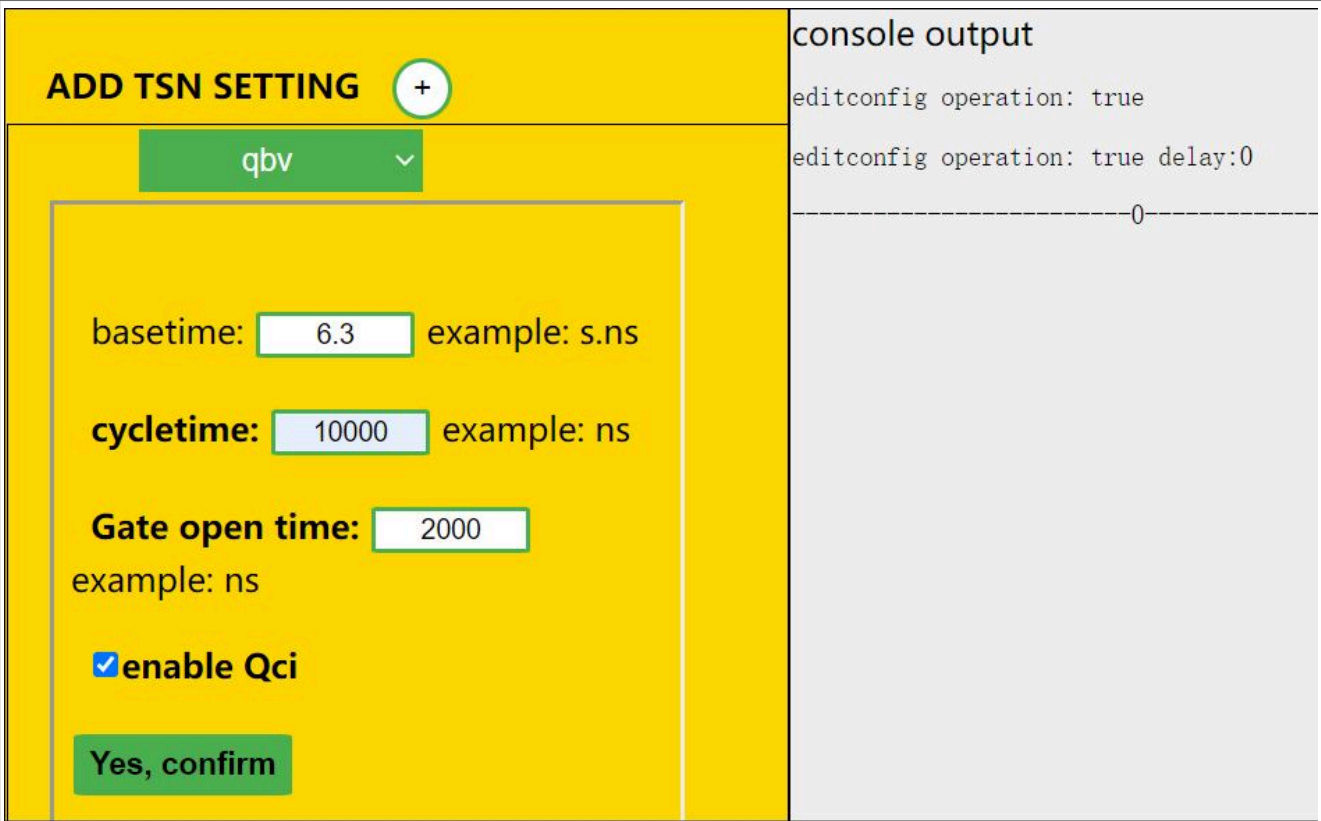 ADD TSN SETTING +
qbv
basetime: 6.3 example: s.ns
cycletime: 10000 example: ns
Gate open time: 2000
example: ns
enable Qci
Yes, confirm
console output
editconfig operation: true
editconfig operation: true delay:0
-------------------------0-------------